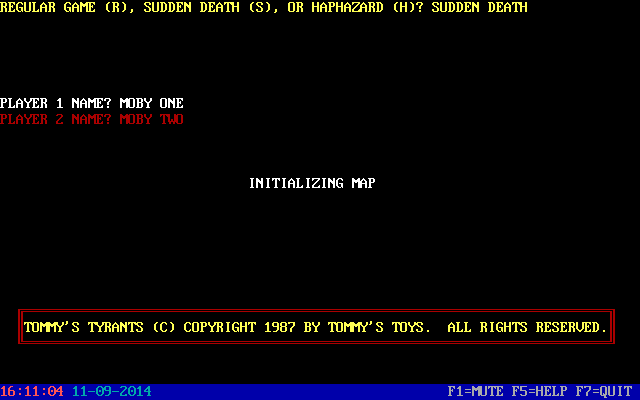 REGULAR GAME (R), SUDDEN DEATH (S), OR HAPHAZARD (H)? SUDDEN DEATH
PLAYER 1 NAME? MOBY ONE
PLAYER 2 NAME? MOBY TWO
INITIALIZING MAP
TOMMY'S TYRANTS (C) COPYRIGHT 1987 BY TOMMY'S TOYS.  ALL RIGHTS RESERVED.
16:11:04 11-09-2014 F1=MUTE F5=HELP F7=QUIT